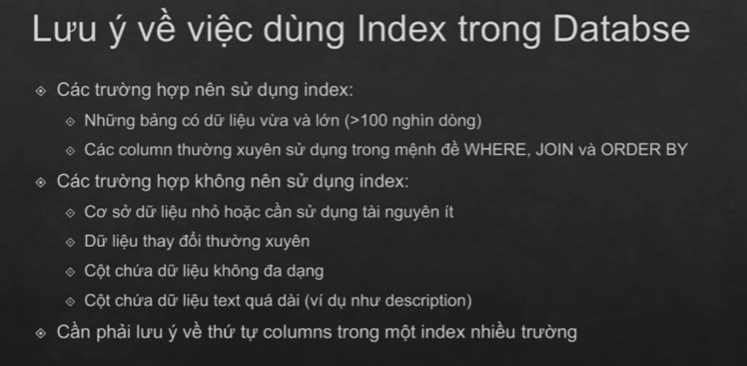 Lưu ý về việc dùng Index trong Databse
Các trường hợp nên sử dụng index:
Những bảng có dữ liệu vừa và lớn (>100 nghìn dòng)
Các column thường xuyên sử dụng trong mệnh đề WHERE, JOIN và ORDER BY
Các trường hợp không nên sử dụng index:
Cơ sở dữ liệu nhỏ hoặc cần sử dụng tài nguyên ít
Dữ liệu thay đổi thường xuyên
Cột chứa dữ liệu không đa dạng
Cột chứa dữ liệu text quá dài (ví dụ như description)
Cần phải lưu ý về thứ tự columns trong một index nhiều trường